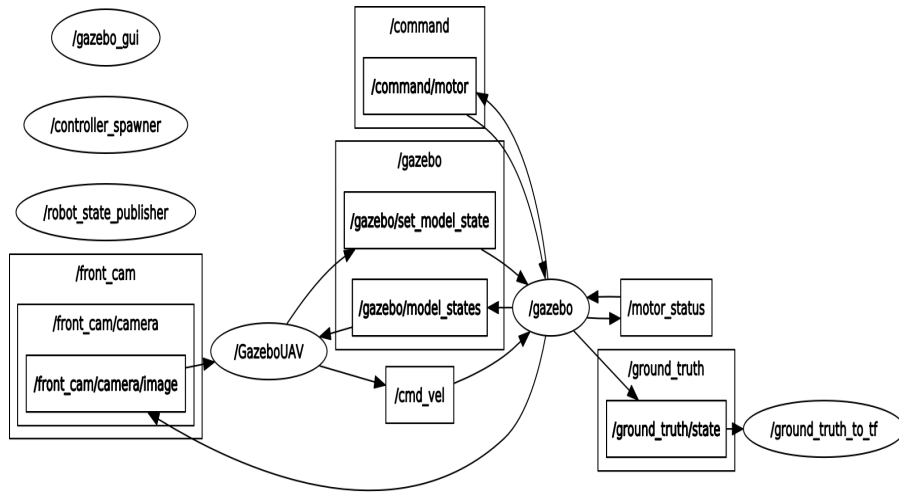 /gazebo_gui
/command
/command/motor
/controller_spawner
/gazebo
/robot_state_publisher
/gazebo/set_model_state
/front_cam
/front_cam/camera
/gazebo/model_states
/gazebo
/motor_status
/GazeboUAV
/front_cam/camera/image
/cmd_vel
/ground_truth
/ground_truth/state
/ground_truth_to_tf